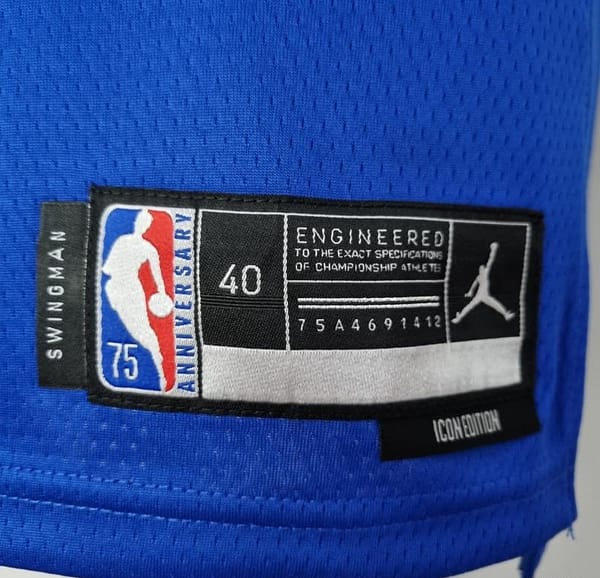 SWINGMAN
75
ANNIVERSARY
40
ENGINEERED
TO THE EXACT SPECIFICATIONS
OF CHAMPIONSHIP ATHLETES
75A4691412
ICON EDITION